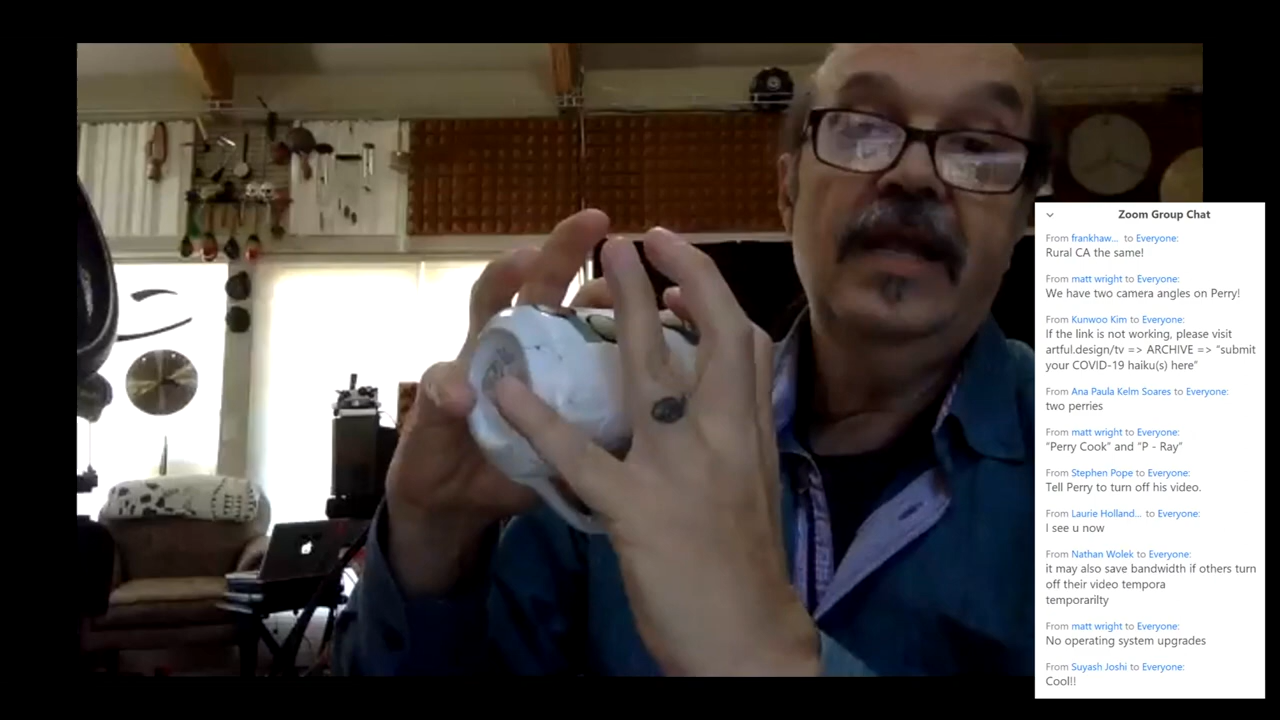 Zoom Group Chat
From frankhaw... to Everyone:
Rural CA the same!
From matt wright to Everyone:
We have two camera angles on Perry!
From Kunwoo Kim to Everyone:
If the link is not working, please visit
artful.design/tv => ARCHIVE => "submit
your COVID-19 haiku(s) here"
From Ana Paula Kelm Soares to Everyone:
two perries
From matt wright to Everyone:
"Perry Cook" and "P - Ray"
From Stephen Pope to Everyone:
Tell Perry to turn off his video.
From Laurie Holland... to Everyone:
I see u now
From Nathan Wolek to Everyone:
it may also save bandwidth if others turn
off their video tempora
temporarilty
From matt wright to Everyone:
No operating system upgrades
From Suyash Joshi to Everyone:
Cool!!